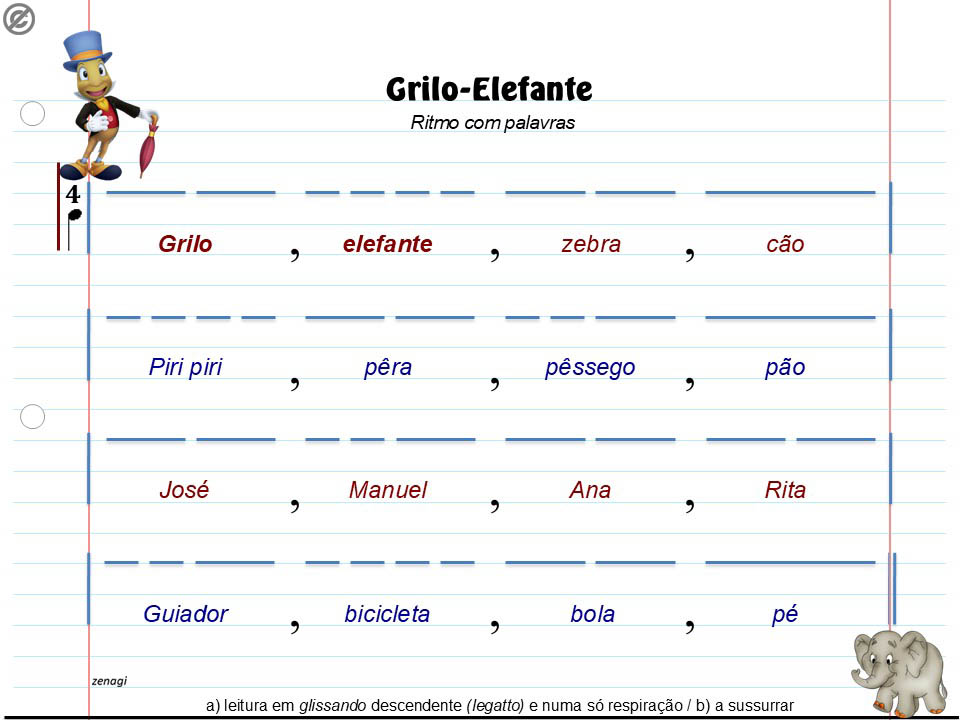 Grilo-Elefante
Ritmo com palavras
4
Grilo , elefante , zebra , cão
Piri piri , pêra , pêssego , pão
José , Manuel , Ana , Rita
Guiador , bicicleta , bola , pé
zenagi
a) leitura em glissando descendente (legatto) e numa só respiração / b) a sussurrar